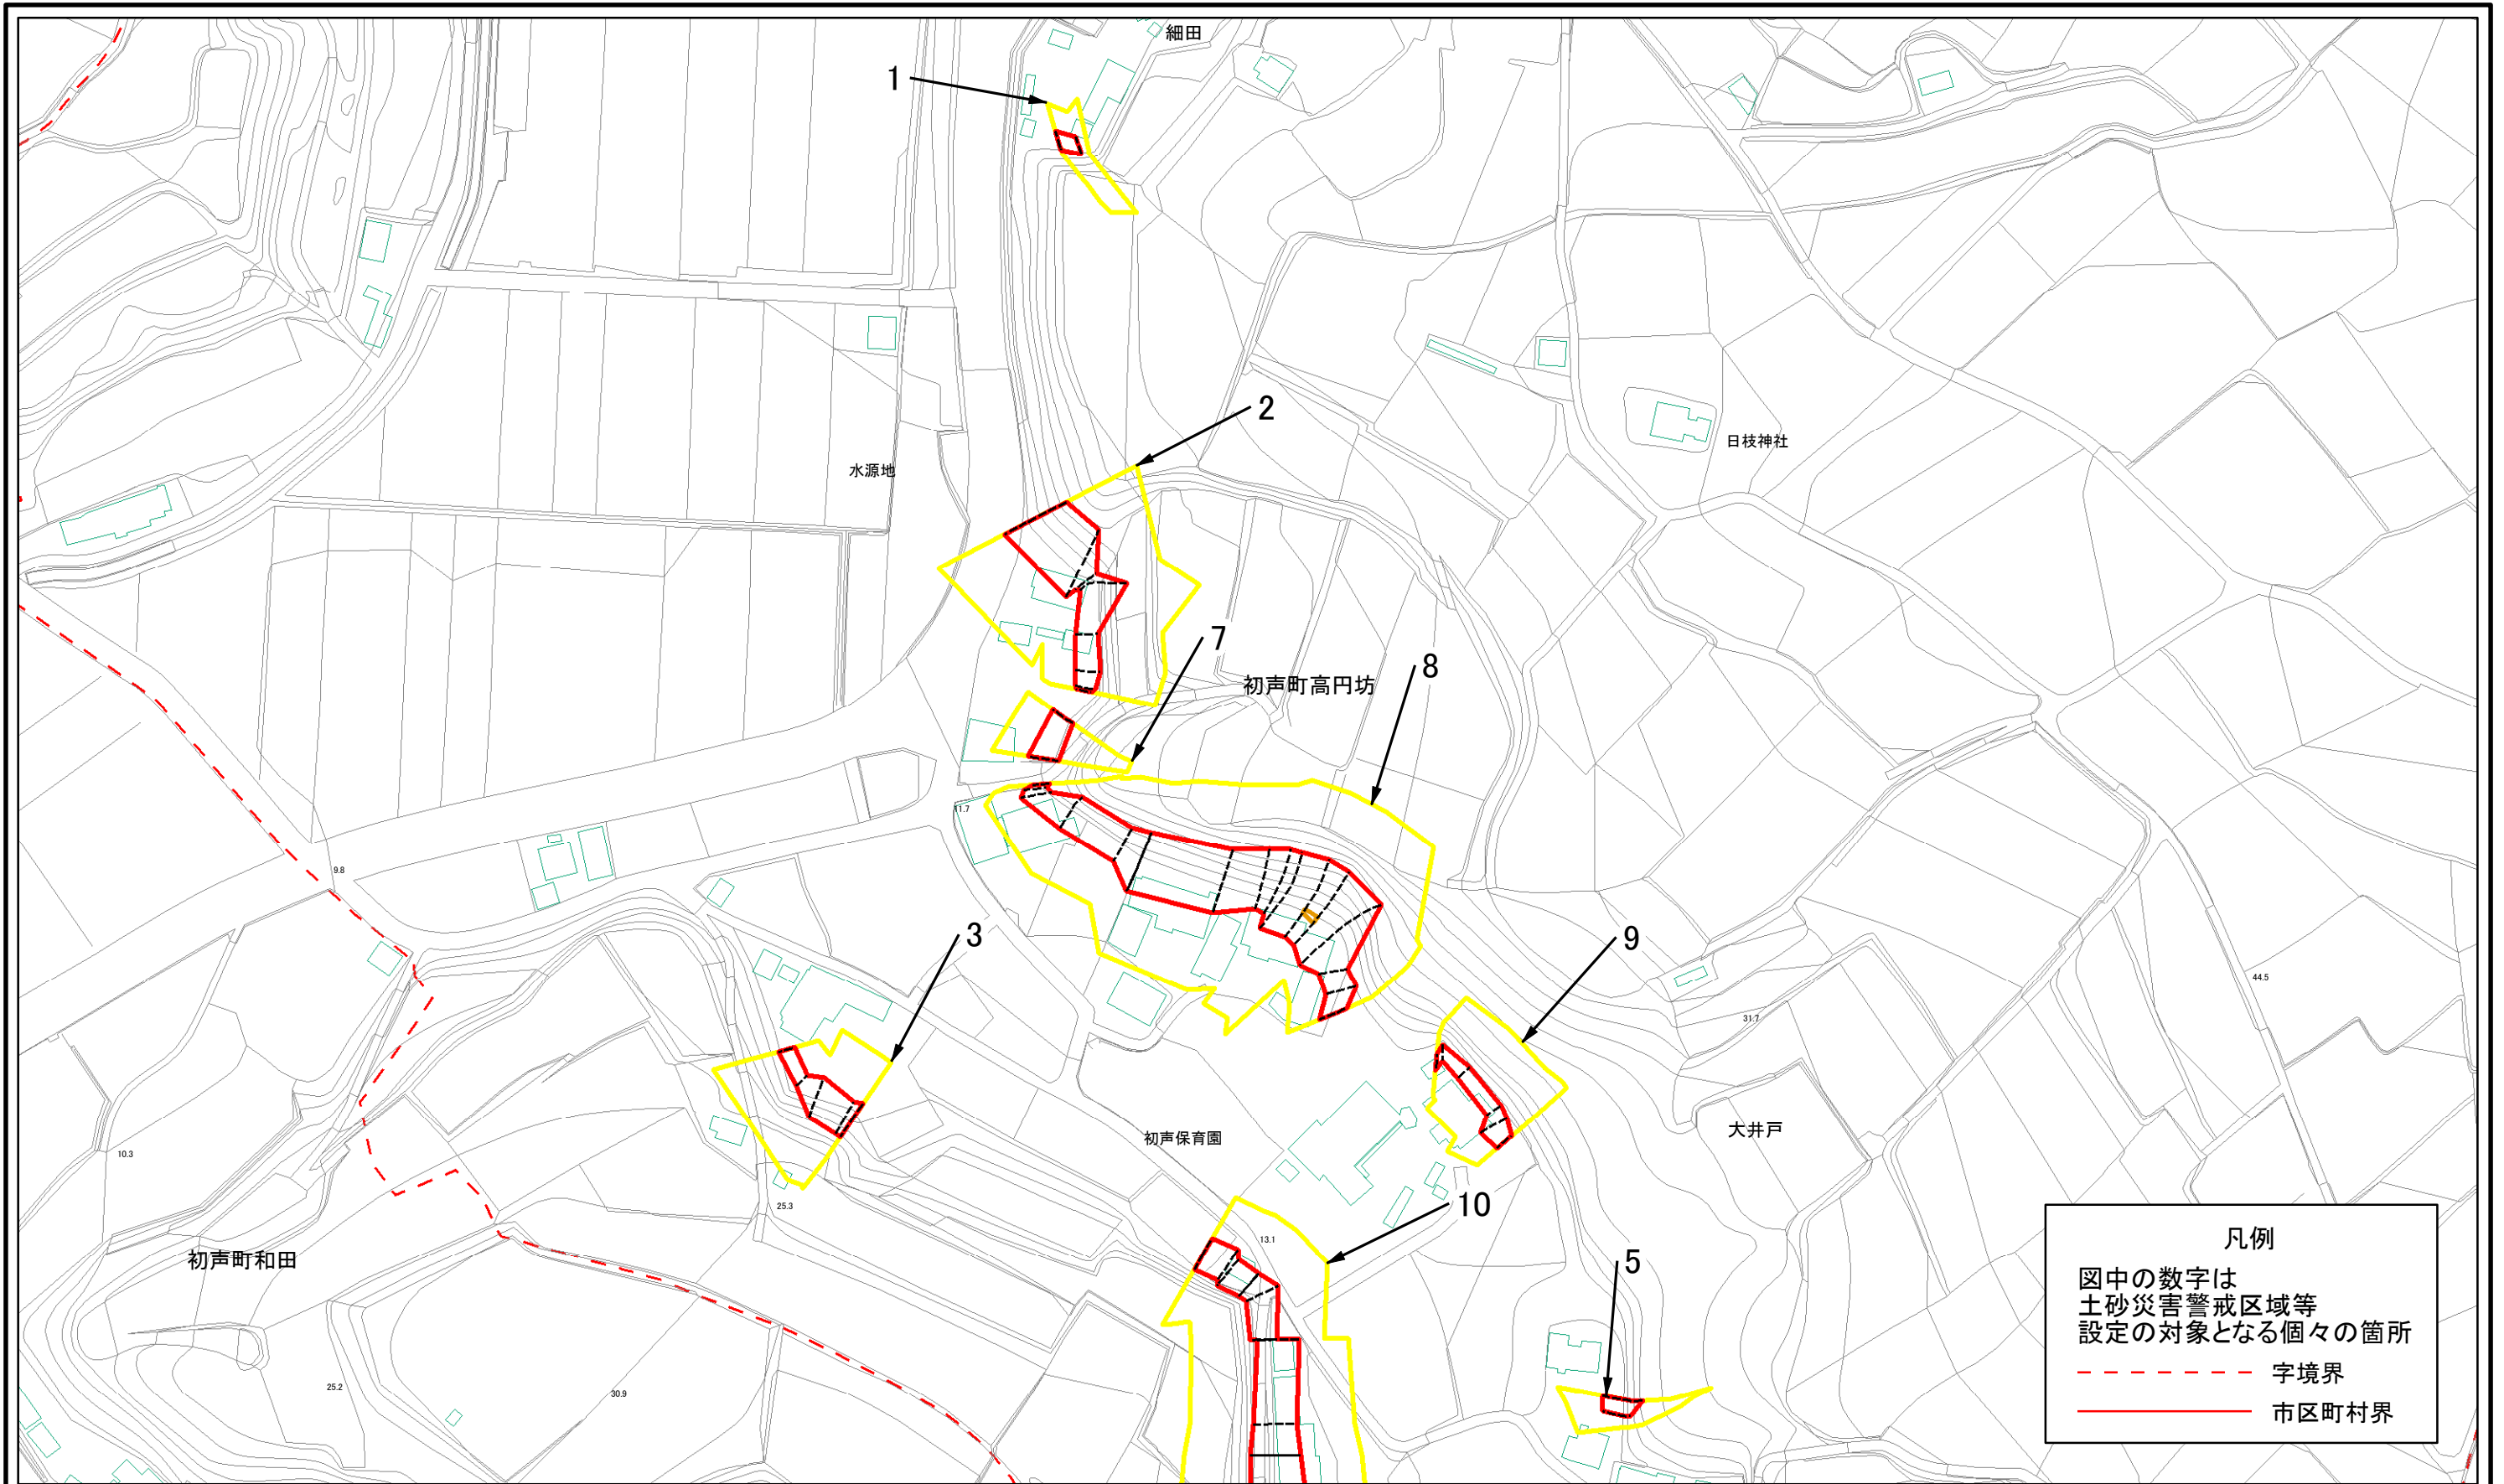 細田
1
2
日枝神社
水源地
7
8
初声町高円坊
11.7
9.8
3
9
44.5
31.7
大井戸
初声保育園
10.3
25.3
10
13.1
初声町和田
5
25.2
30.9
凡例
図中の数字は
土砂災害警戒区域等
設定の対象となる個々の箇所
字境界
市区町村界